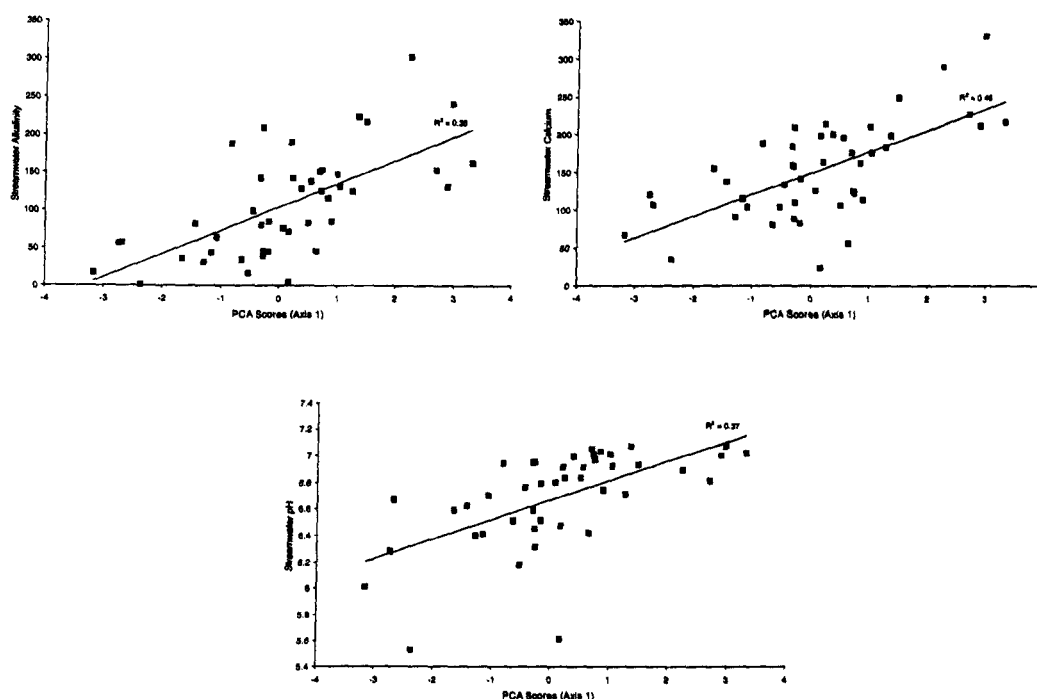 350
300
250
200
150
100
50
0
Streamwater Alkalinity
R² = 0.38
-4 -3 -2 -1 0 1 2 3 4
PCA Scores (Axis 1)
350
300
250
200
150
100
50
0
Streamwater Calcium
R² = 0.46
-4 -3 -2 -1 0 1 2 3
PCA Scores (Axis 1)
7.4
7.2
7
6.8
6.6
6.4
6.2
6
5.8
5.6
5.4
Streamwater pH
R² = 0.37
-4 -3 -2 -1 0 1 2 3 4
PCA Scores (Axis 1)